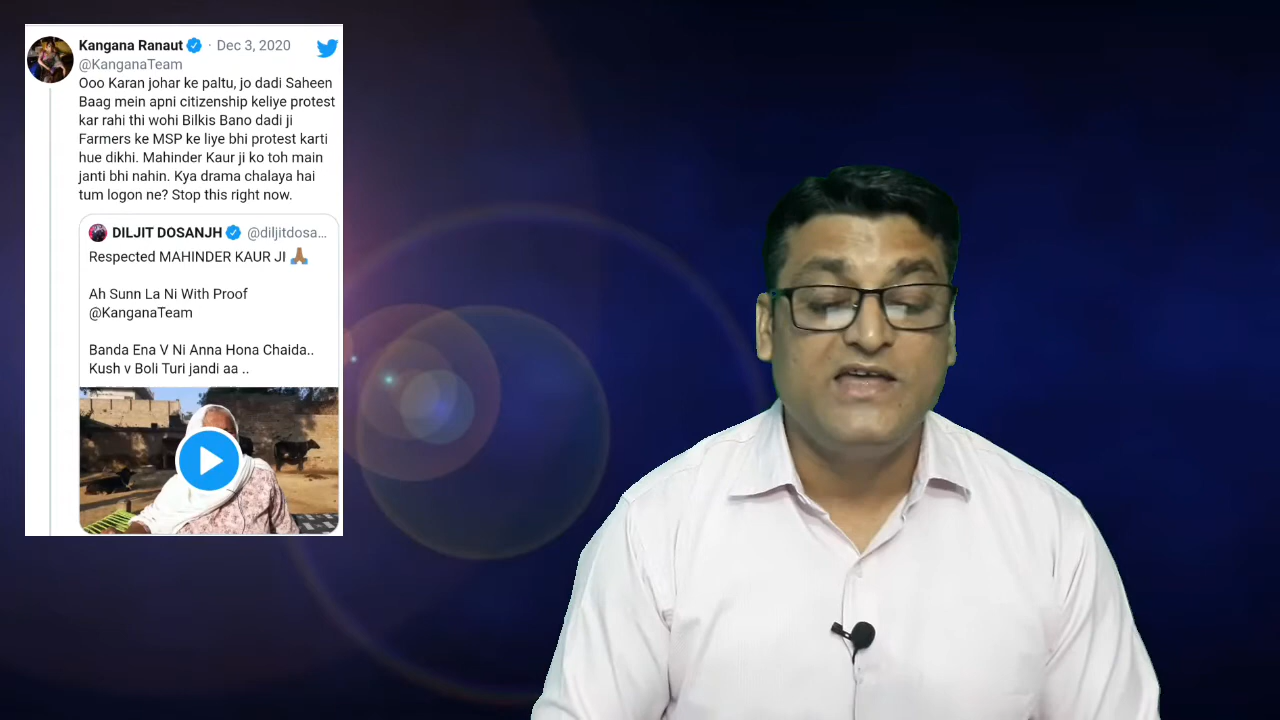 Kangana Ranaut · Dec 3, 2020
@KanganaTeam
Ooo Karan johar ke paltu, jo dadi Saheen
Baag mein apni citizenship keliye protest
kar rahi thi wohi Bilkis Bano dadi ji
Farmers ke MSP ke liye bhi protest karti
hue dikhi. Mahinder Kaur ji ko toh main
janti bhi nahin. Kya drama chalaya hai
tum logon ne? Stop this right now.
DILJIT DOSANJH @diljitdosa...
Respected MAHINDER KAUR JI 🙏🏽
Ah Sunn La Ni With Proof
@KanganaTeam
Banda Ena V Ni Anna Hona Chaida..
Kush v Boli Turi jandi aa ..